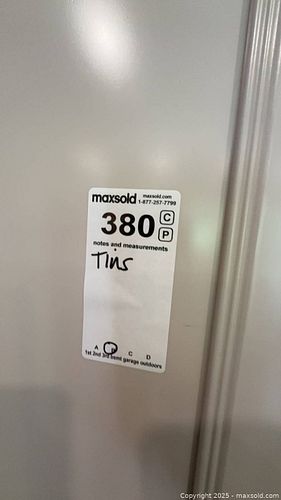 maxsold maxsold.com
1-877-257-7799
380 C
P
notes and measurements
Tins
A B C D
1st 2nd 3rd bsmt garage outdoors
Copyright 2025 - maxsold.com